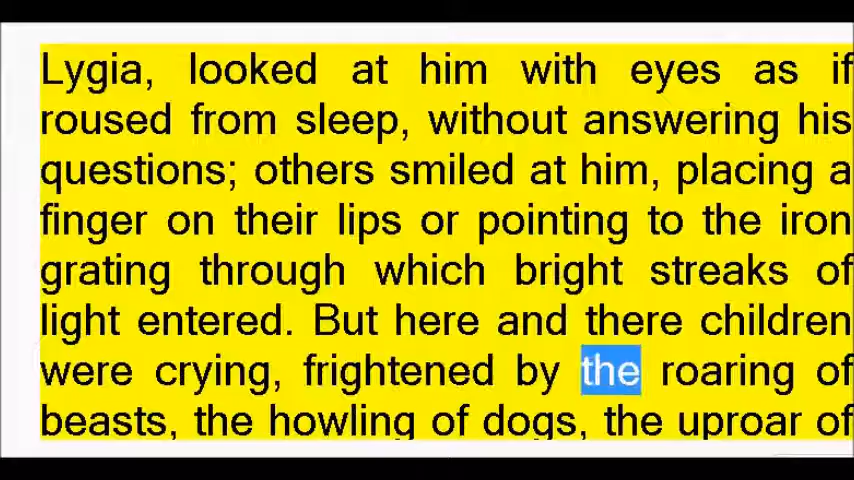 Lygia, looked at him with eyes as if
roused from sleep, without answering his
questions; others smiled at him, placing a
finger on their lips or pointing to the iron
grating through which bright streaks of
light entered. But here and there children
were crying, frightened by the roaring of
beasts, the howling of dogs, the uproar of